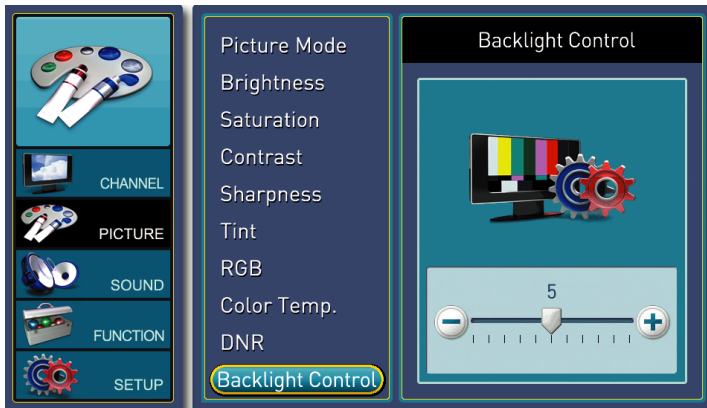 CHANNEL
PICTURE
SOUND
FUNCTION
SETUP
Picture Mode
Brightness
Saturation
Contrast
Sharpness
Tint
RGB
Color Temp.
DNR
Backlight Control
Backlight Control
5